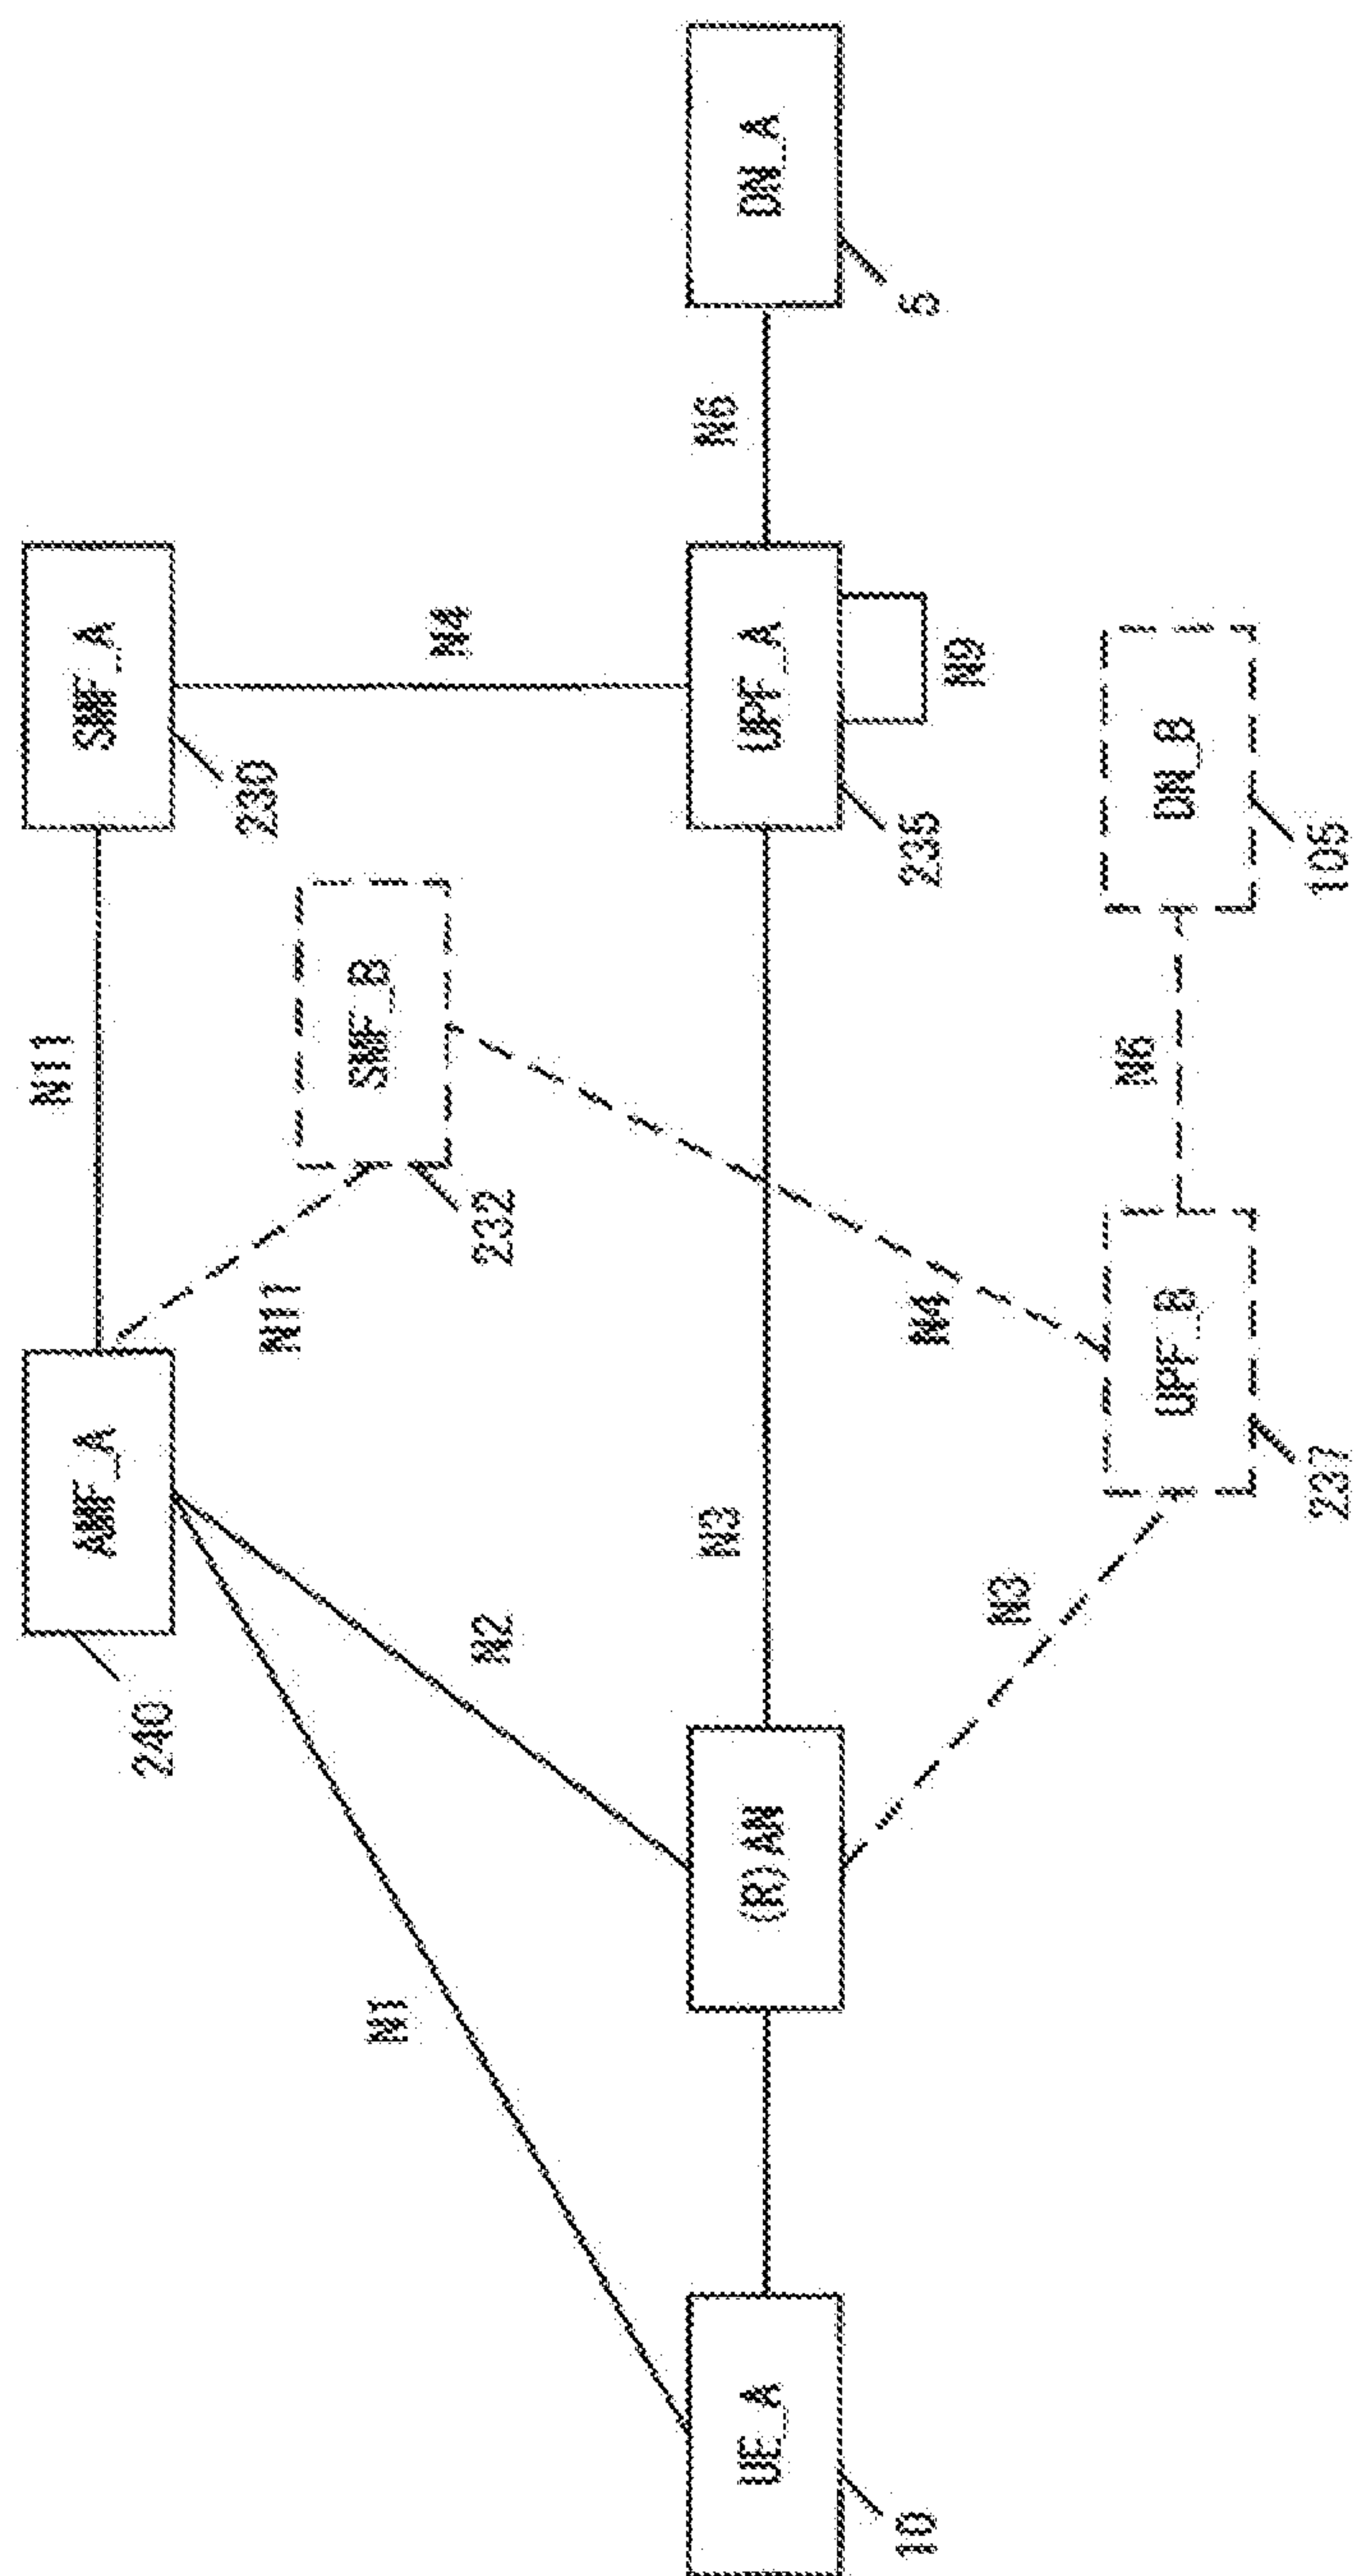 AMF_A
240
N11
SMF_A
230
N11
SMF_B
232
N1
N2
N4
UE_A
10
(R)AN
N3
UPF_A
235
N9
N6
DN_A
5
N4
N3
UPF_B
237
N6
DN_B
105